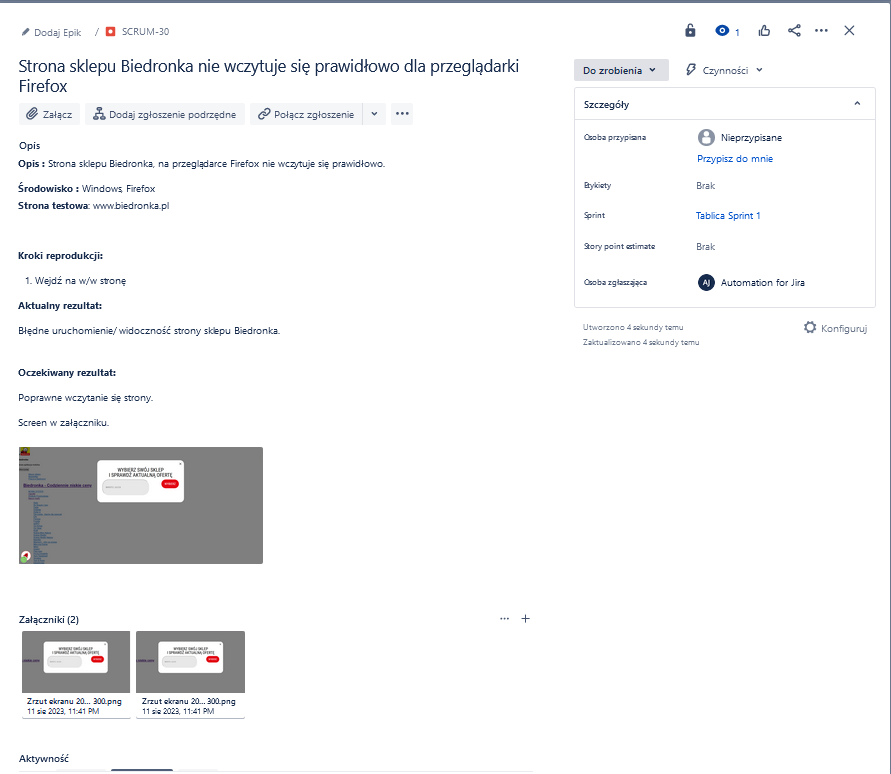 Dodaj Epik / SCRUM-30
1
Strona sklepu Biedronka nie wczytuje się prawidłowo dla przeglądarki
Firefox
Załącz Dodaj zgłoszenie podrzędne Połącz zgłoszenie
Opis
Opis : Strona sklepu Biedronka, na przeglądarce Firefox nie wczytuje się prawidłowo.
Środowisko : Windows, Firefox
Strona testowa: www.biedronka.pl
Kroki reprodukcji:
1. Wejdź na w/w stronę
Aktualny rezultat:
Błędne uruchomienie/ widoczność strony sklepu Biedronka.
Oczekiwany rezultat:
Poprawne wczytanie się strony.
Screen w załączniku.
WYBIERZ SWÓJ SKLEP
I SPRAWDŹ AKTUALNĄ OFERTĘ
Biedronka - Codziennie niskie ceny
Załączniki (2)
WYBIERZ SWÓJ SKLEP
I SPRAWDŹ AKTUALNĄ OFERTĘ
WYBIERZ SWÓJ SKLEP
I SPRAWDŹ AKTUALNĄ OFERTĘ
Zrzut ekranu 20... 300.png
11 sie 2023, 11:41 PM
Zrzut ekranu 20... 300.png
11 sie 2023, 11:41 PM
Aktywność
Do zrobienia Czynności
Szczegóły
Osoba przypisana Nieprzypisane
Przypisz do mnie
Etykiety Brak
Sprint Tablica Sprint 1
Story point estimate Brak
Osoba zgłaszająca AJ Automation for Jira
Utworzono 4 sekundy temu
Zaktualizowano 4 sekundy temu
Konfiguruj